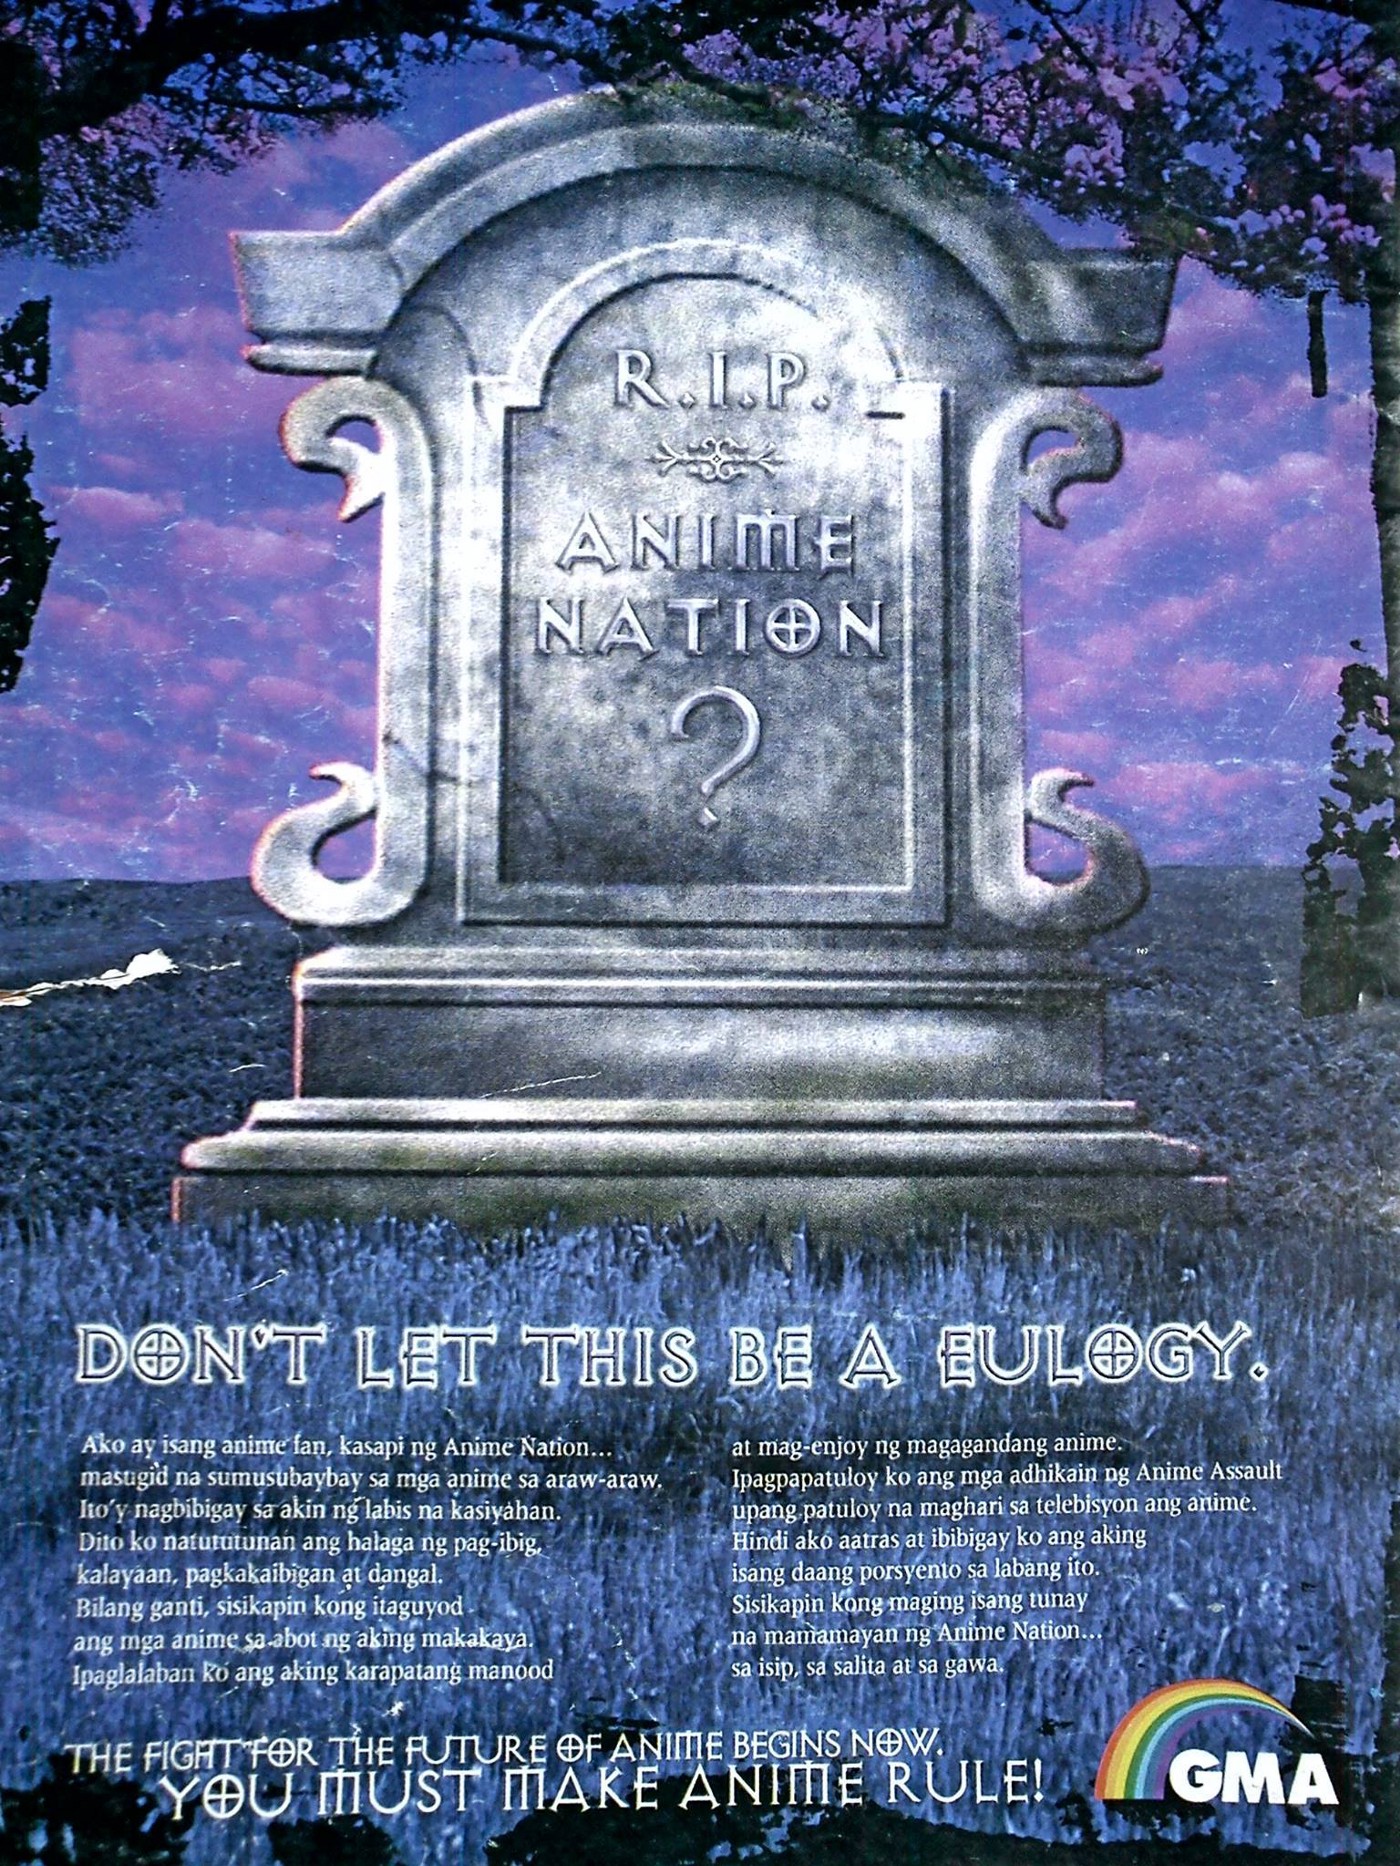 R.I.P.
ANIME
NATION
?
DON'T LET THIS BE A EULOGY.
Ako ay isang anime fan, kasapi ng Anime Nation...
masugid na sumusubaybay sa mga anime sa araw-araw.
Ito'y nagbibigay sa akin ng labis na kasiyahan.
Dito ko natututunan ang halaga ng pag-ibig,
kalayaan, pagkakaibigan at dangal.
Bilang ganti, sisikapin kong itaguyod
ang mga anime sa abot ng aking makakaya.
Ipaglalaban ko ang aking karapatang manood
at mag-enjoy ng magagandang anime.
Ipagpapatuloy ko ang mga adhikain ng Anime Assault
upang patuloy na maghari sa telebisyon ang anime.
Hindi ako aatras at ibibigay ko ang aking
isang daang porsyento sa labang ito.
Sisikapin kong maging isang tunay
na mamamayan ng Anime Nation...
sa isip, sa salita at sa gawa.
THE FIGHT FOR THE FUTURE OF ANIME BEGINS NOW.
YOU MUST MAKE ANIME RULE!
GMA